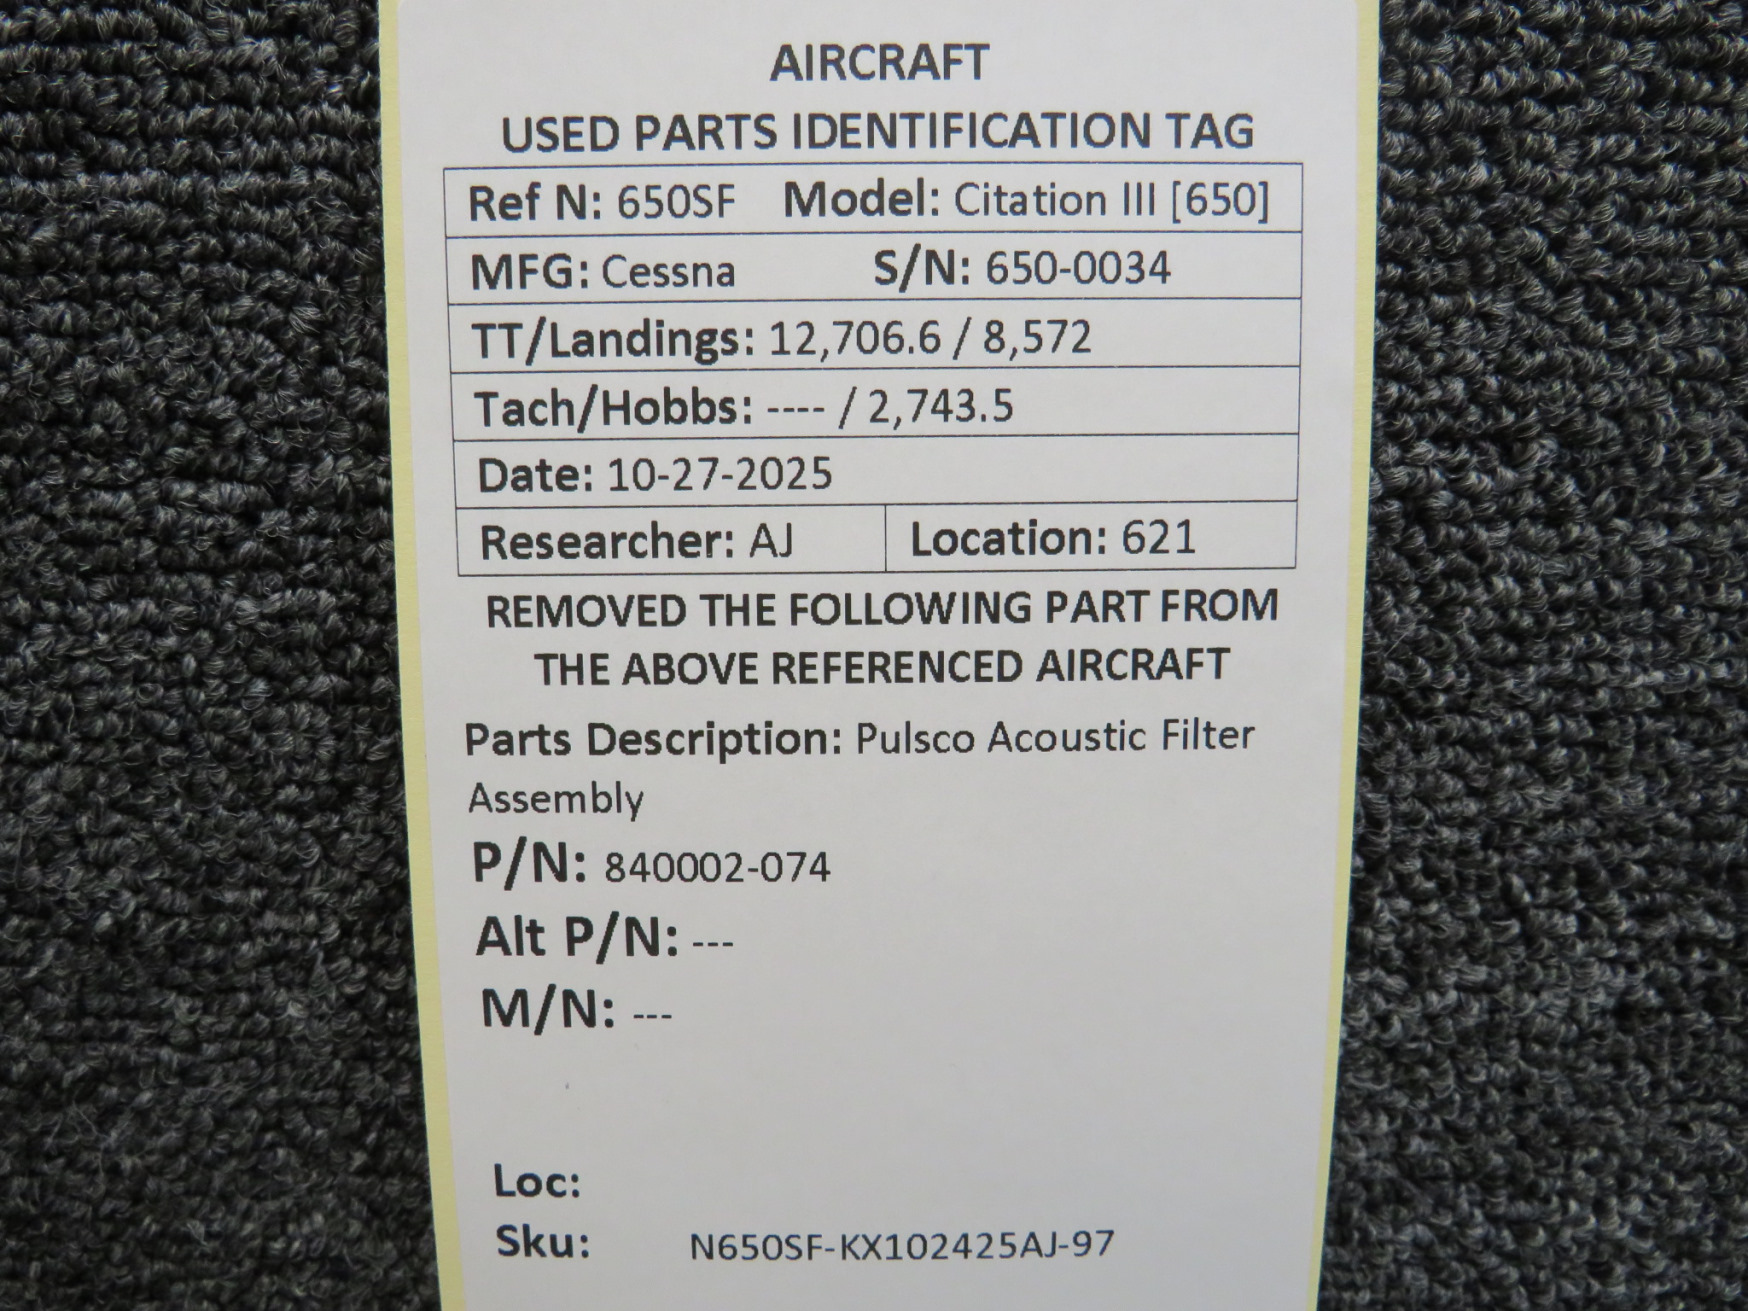 AIRCRAFT
USED PARTS IDENTIFICATION TAG
Ref N: 650SF Model: Citation III [650]
MFG: Cessna S/N: 650-0034
TT/Landings: 12,706.6 / 8,572
Tach/Hobbs: ---- / 2,743.5
Date: 10-27-2025
Researcher: AJ Location: 621
REMOVED THE FOLLOWING PART FROM
THE ABOVE REFERENCED AIRCRAFT
Parts Description: Pulsco Acoustic Filter
Assembly
P/N: 840002-074
Alt P/N: ---
M/N: ---
Loc:
Sku: N650SF-KX102425AJ-97